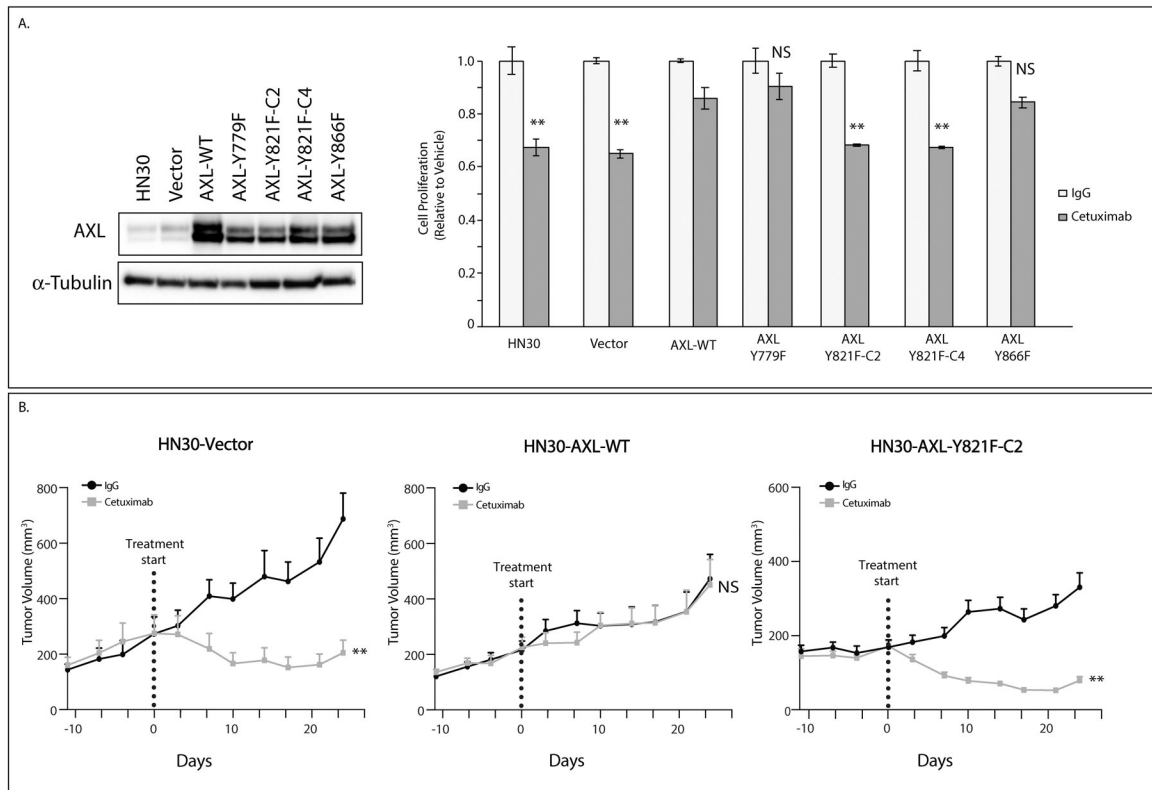 A.
HN30
Vector
AXL-WT
AXL-Y779F
AXL-Y821F-C2
AXL-Y821F-C4
AXL-Y866F
AXL
α-Tubulin
Cell Proliferation
(Relative to Vehicle)
1.0
0.8
0.6
0.4
0.2
0
**
**
NS
**
**
NS
IgG
Cetuximab
HN30
Vector
AXL-WT
AXL
Y779F
AXL
Y821F-C2
AXL
Y821F-C4
AXL
Y866F
B.
HN30-Vector
IgG
Cetuximab
Tumor Volume (mm³)
800
600
400
200
0
Treatment
start
**
-10
0
10
20
Days
HN30-AXL-WT
IgG
Cetuximab
Tumor Volume (mm³)
800
600
400
200
0
Treatment
start
NS
-10
0
10
20
Days
HN30-AXL-Y821F-C2
IgG
Cetuximab
Tumor Volume (mm³)
600
400
200
0
Treatment
start
**
-10
0
10
20
Days